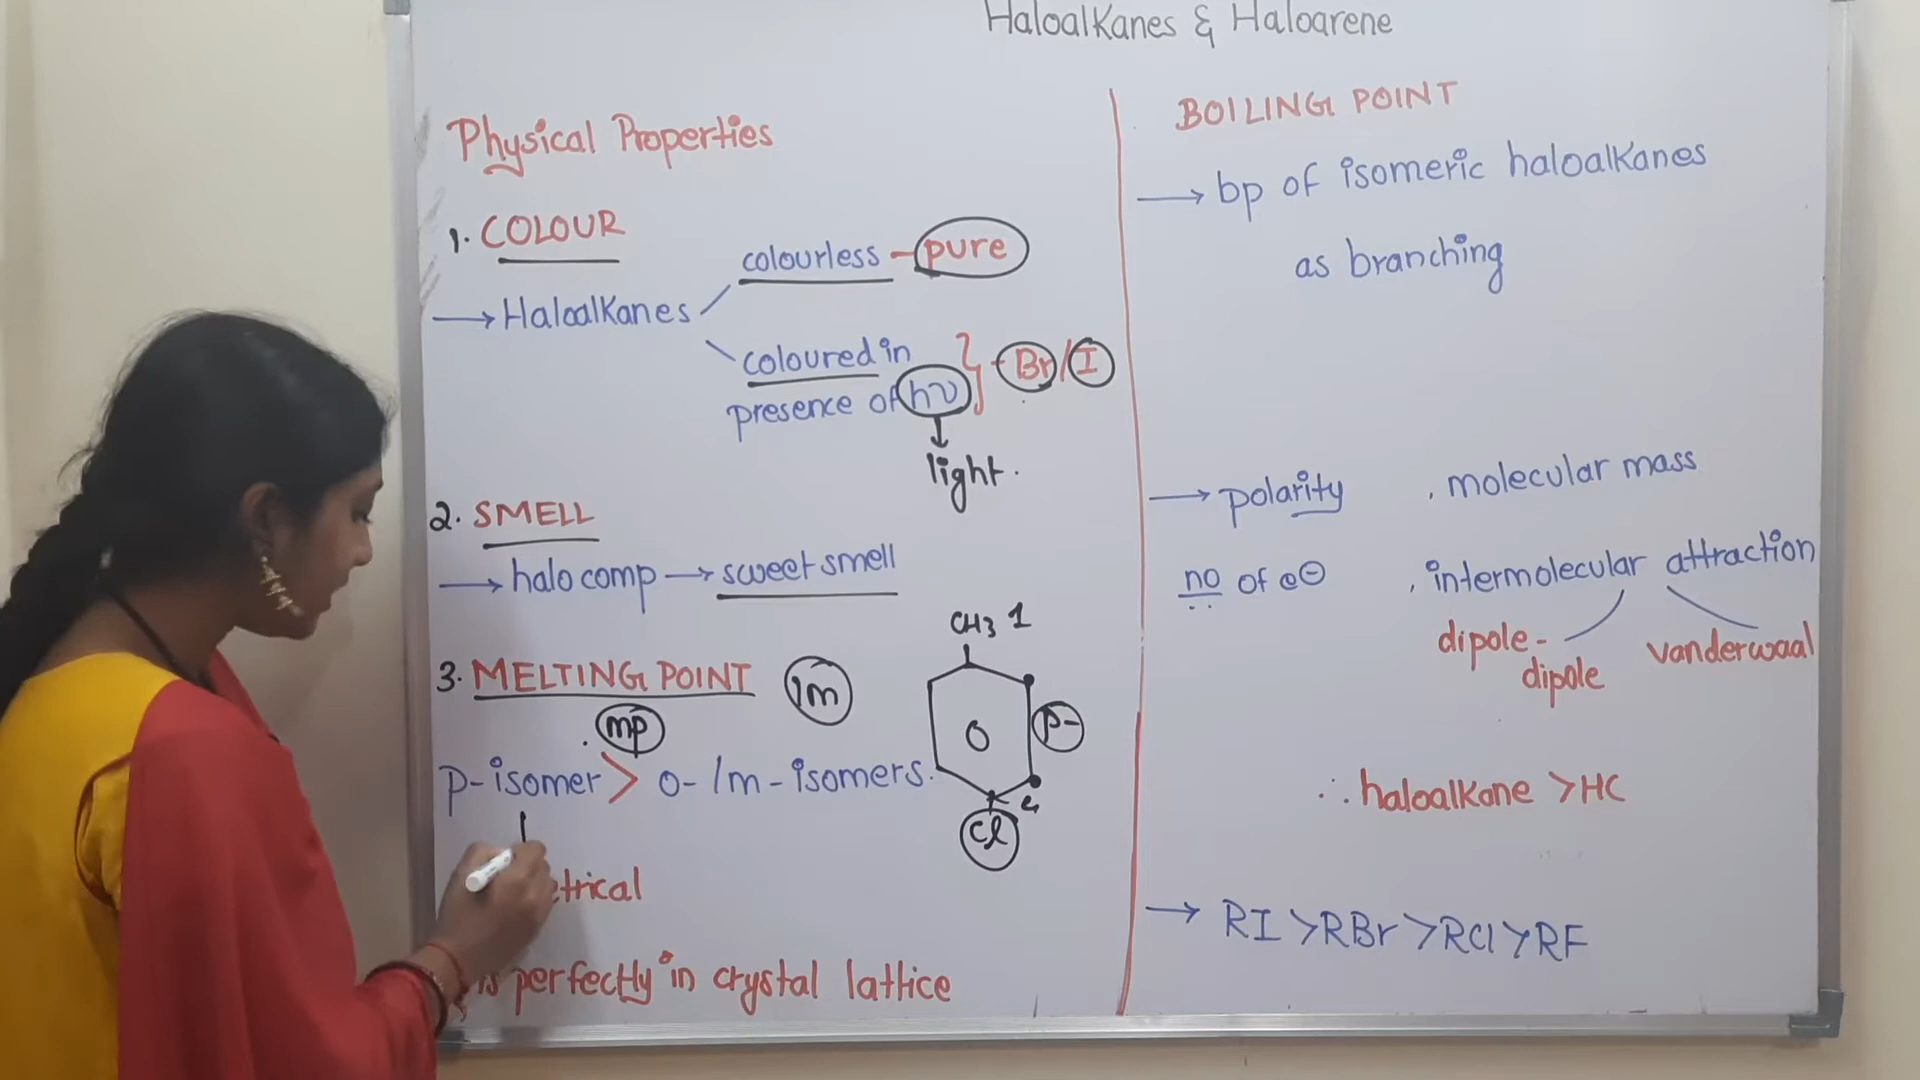 Haloalkanes & Haloarene
Physical Properties
1. COLOUR
colourless - pure
→ Haloalkanes
coloured in
presence of hν } - Br/I
light.
2. SMELL
→ halo comp → sweet smell
CH3 1
3. MELTING POINT
mp
p-
p-isomer > o-/m-isomers.
4
Cl
etrical
perfectly in crystal lattice
BOILING POINT
→ bp of isomeric haloalkanes
as branching
→ polarity , molecular mass
no of e⊖ , intermolecular attraction
dipole- vanderwaal
dipole
∴ haloalkane > HC
→ RI > RBr > RCl > RF